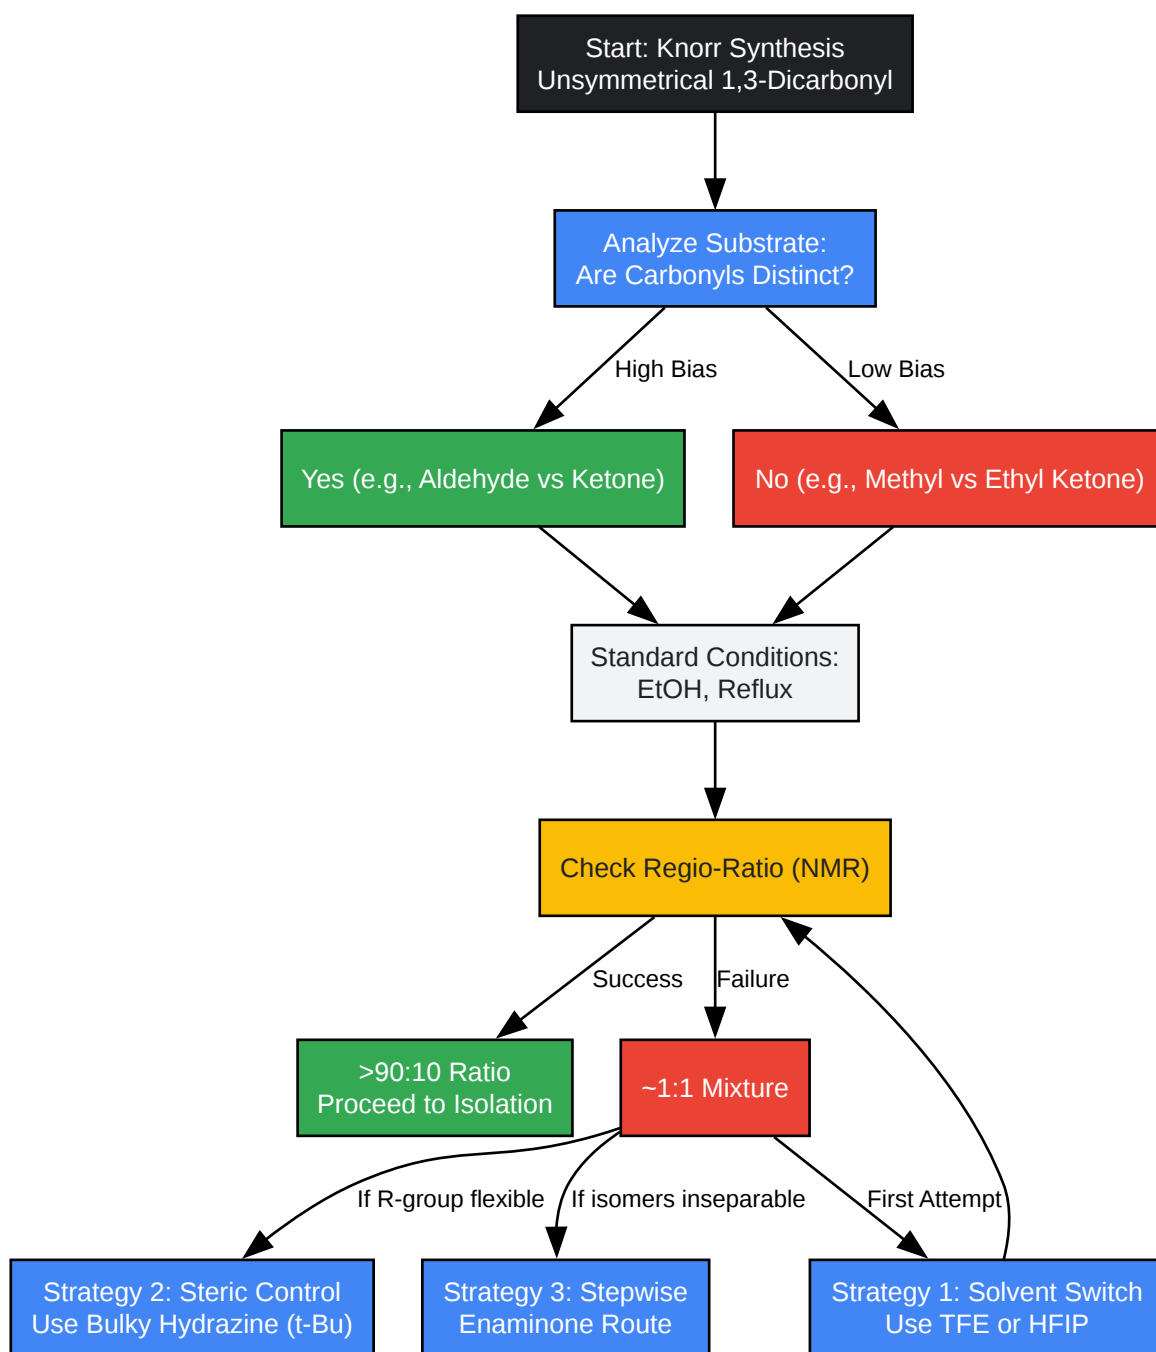 Start: Knorr Synthesis
Unsymmetrical 1,3-Dicarbonyl
Analyze Substrate:
Are Carbonyls Distinct?
High Bias
Low Bias
Yes (e.g., Aldehyde vs Ketone)
No (e.g., Methyl vs Ethyl Ketone)
Standard Conditions:
EtOH, Reflux
Check Regio-Ratio (NMR)
Success
Failure
>90:10 Ratio
Proceed to Isolation
~1:1 Mixture
If R-group flexible
If isomers inseparable
First Attempt
Strategy 2: Steric Control
Use Bulky Hydrazine (t-Bu)
Strategy 3: Stepwise
Enaminone Route
Strategy 1: Solvent Switch
Use TFE or HFIP